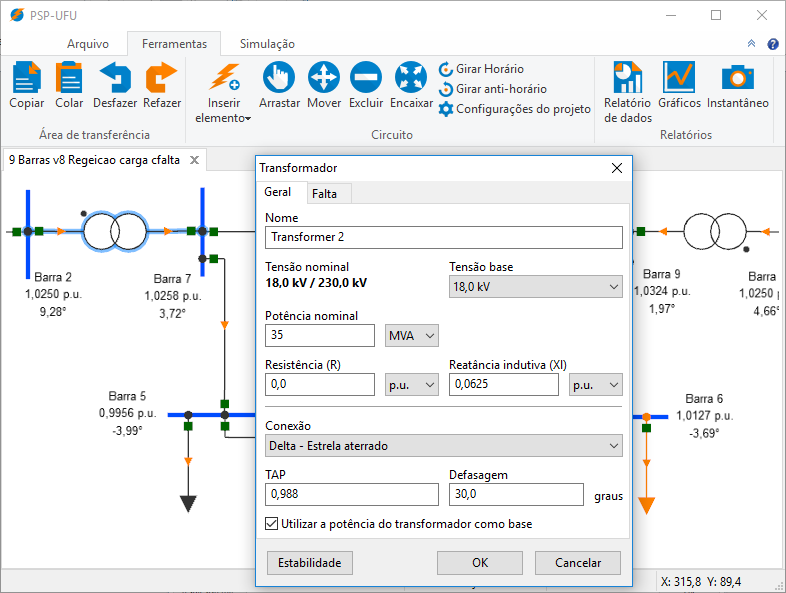 PSP-UFU
Arquivo Ferramentas Simulação
Copiar Colar Desfazer Refazer
Área de transferência
Inserir elemento
Arrastar Mover Excluir Encaixar
Girar Horário
Girar anti-horário
Configurações do projeto
Circuito
Relatório de dados
Gráficos Instantâneo
Relatórios
9 Barras v8 Regeicao carga cfalta
Barra 2
1,0250 p.u.
9,28°
Barra 7
1,0258 p.u.
3,72°
Barra 5
0,9956 p.u.
-3,99°
Transformador
Geral Falta
Nome
Transformer 2
Tensão nominal
18,0 kV / 230,0 kV
Tensão base
18,0 kV
Potência nominal
35 MVA
Resistência (R)
0,0 p.u.
Reatância indutiva (Xl)
0,0625 p.u.
Conexão
Delta - Estrela aterrado
TAP
0,988
Defasagem
30,0 graus
Utilizar a potência do transformador como base
Estabilidade OK Cancelar
Barra 9
1,0324 p.u.
1,97°
Barra
1,0250
4,66°
Barra 6
1,0127 p.u.
-3,69°
X: 315,8 Y: 89,4